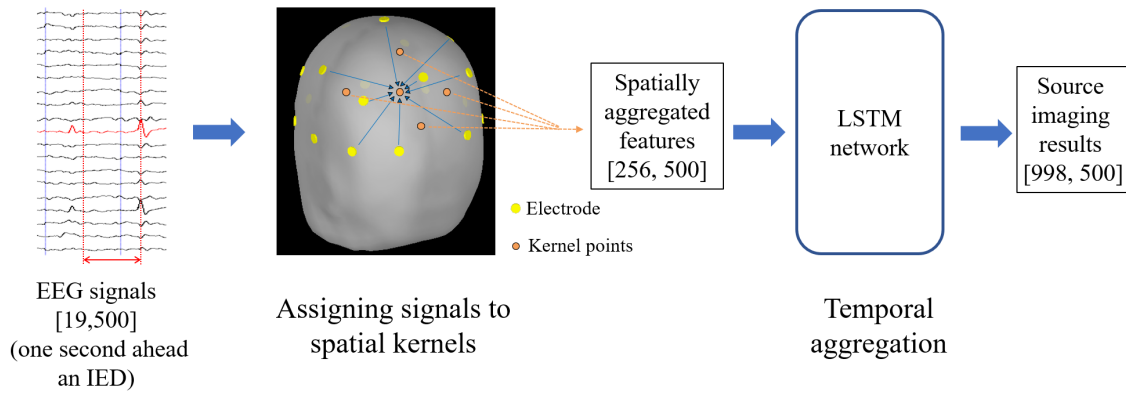 EEG signals
[19,500]
(one second ahead
an IED)
Electrode
Kernel points
Assigning signals to
spatial kernels
Spatially
aggregated
features
[256, 500]
LSTM
network
Temporal
aggregation
Source
imaging
results
[998, 500]